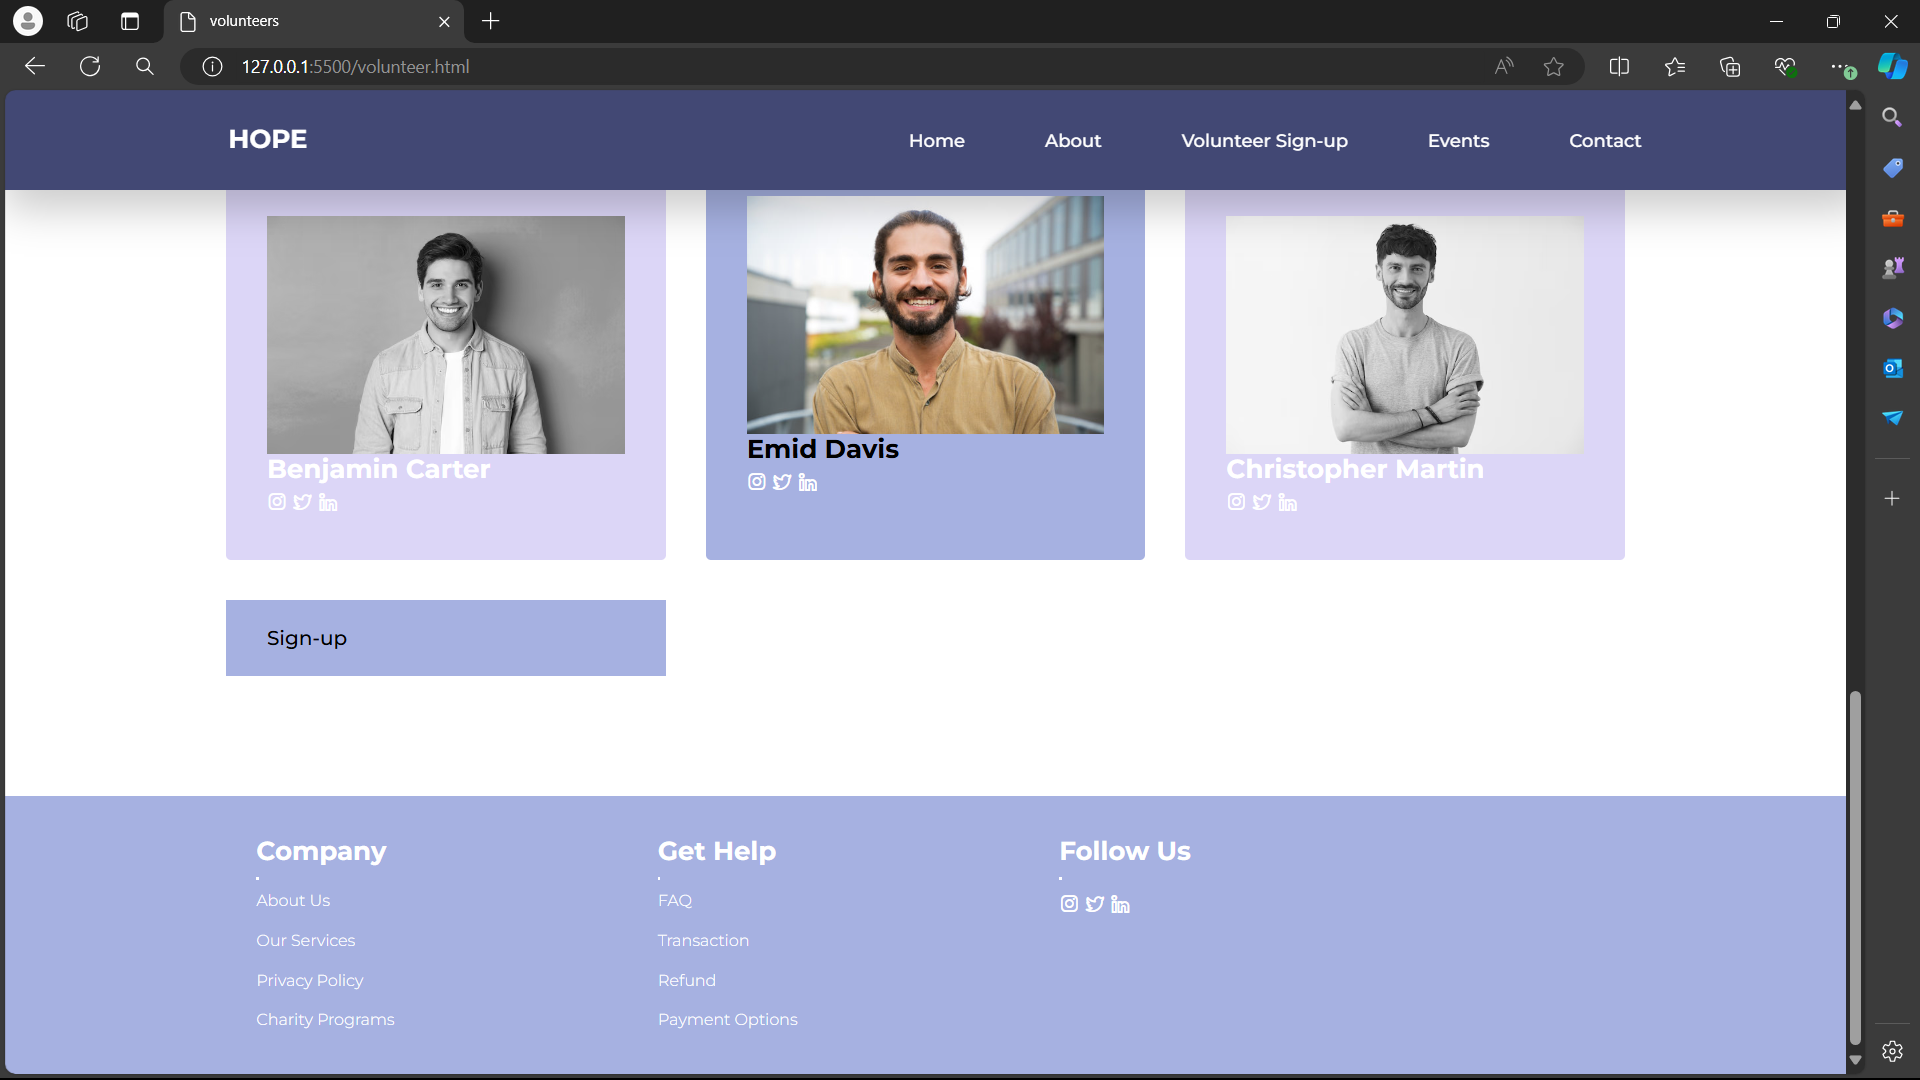 volunteers
127.0.0.1:5500/volunteer.html
HOPE
Home
About
Volunteer Sign-up
Events
Contact
Benjamin Carter
Emid Davis
Christopher Martin
Sign-up
Company
About Us
Our Services
Privacy Policy
Charity Programs
Get Help
FAQ
Transaction
Refund
Payment Options
Follow Us